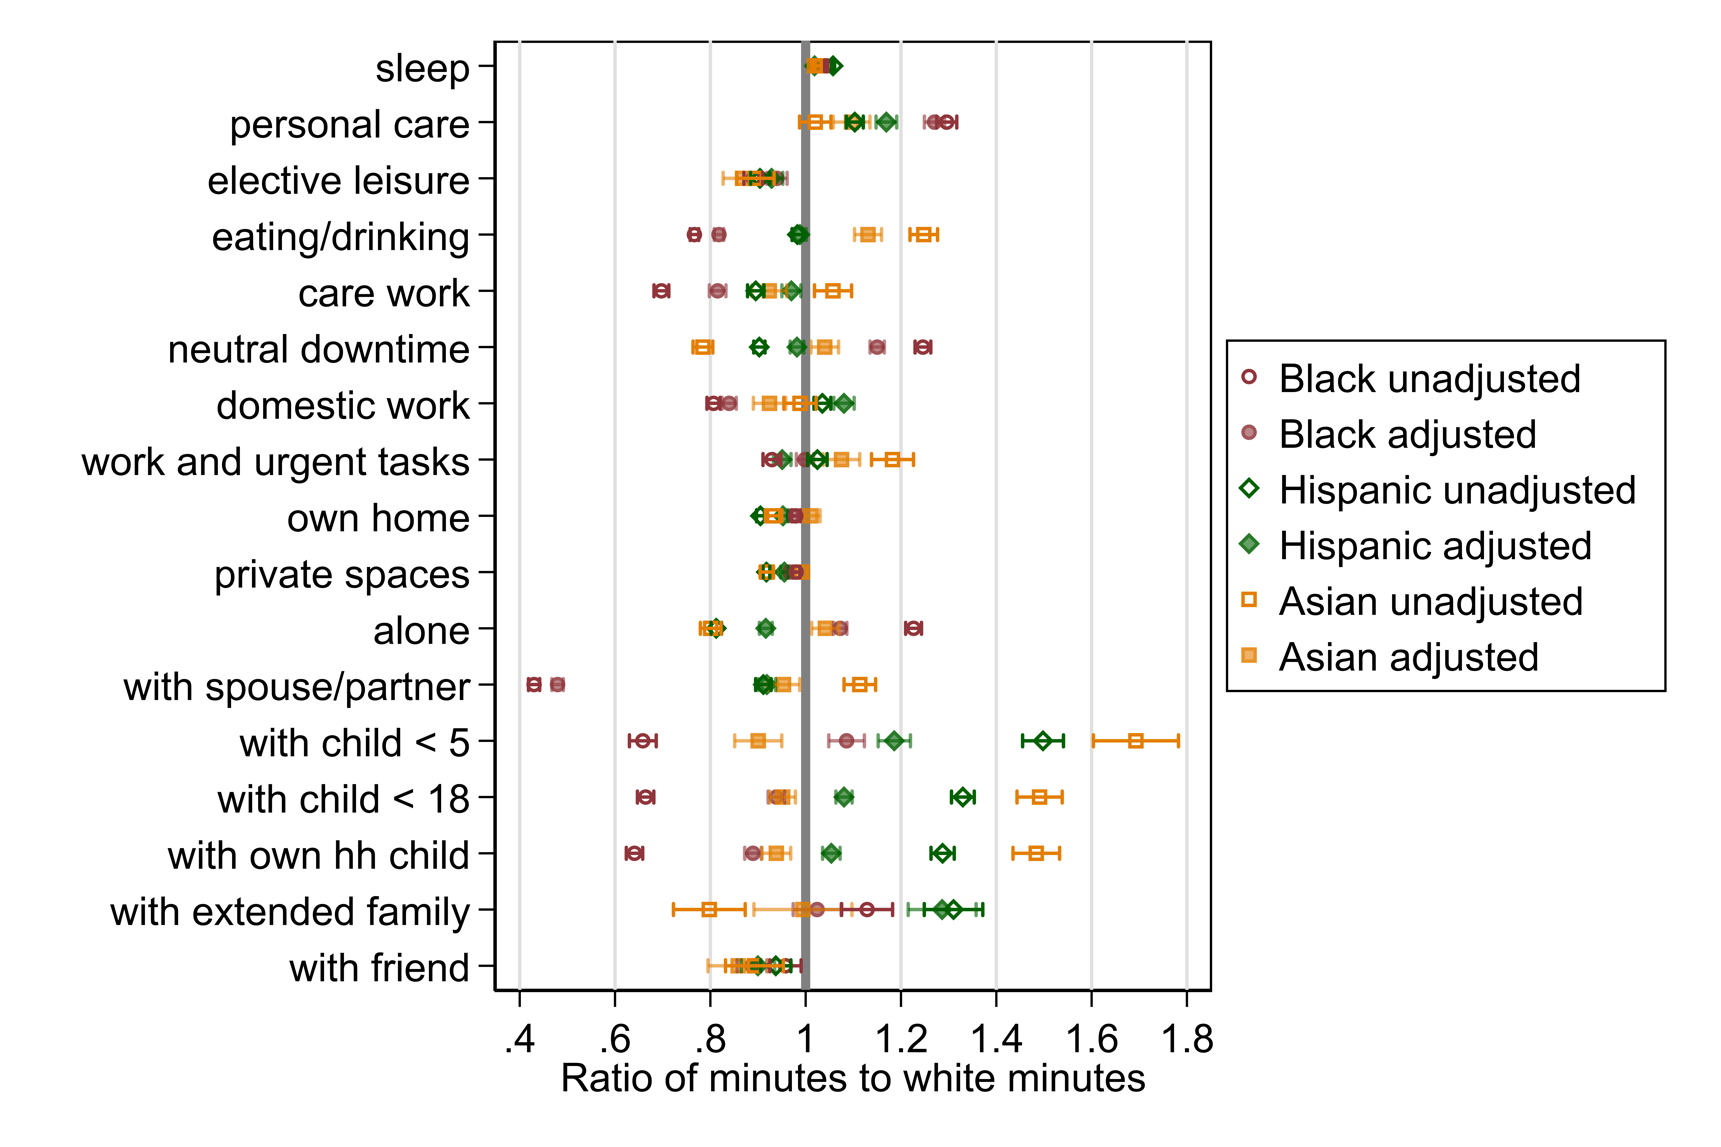 sleep
personal care
elective leisure
eating/drinking
care work
neutral downtime
domestic work
work and urgent tasks
own home
private spaces
alone
with spouse/partner
with child < 5
with child < 18
with own hh child
with extended family
with friend
.4 .6 .8 1 1.2 1.4 1.6 1.8
Ratio of minutes to white minutes
Black unadjusted
Black adjusted
Hispanic unadjusted
Hispanic adjusted
Asian unadjusted
Asian adjusted